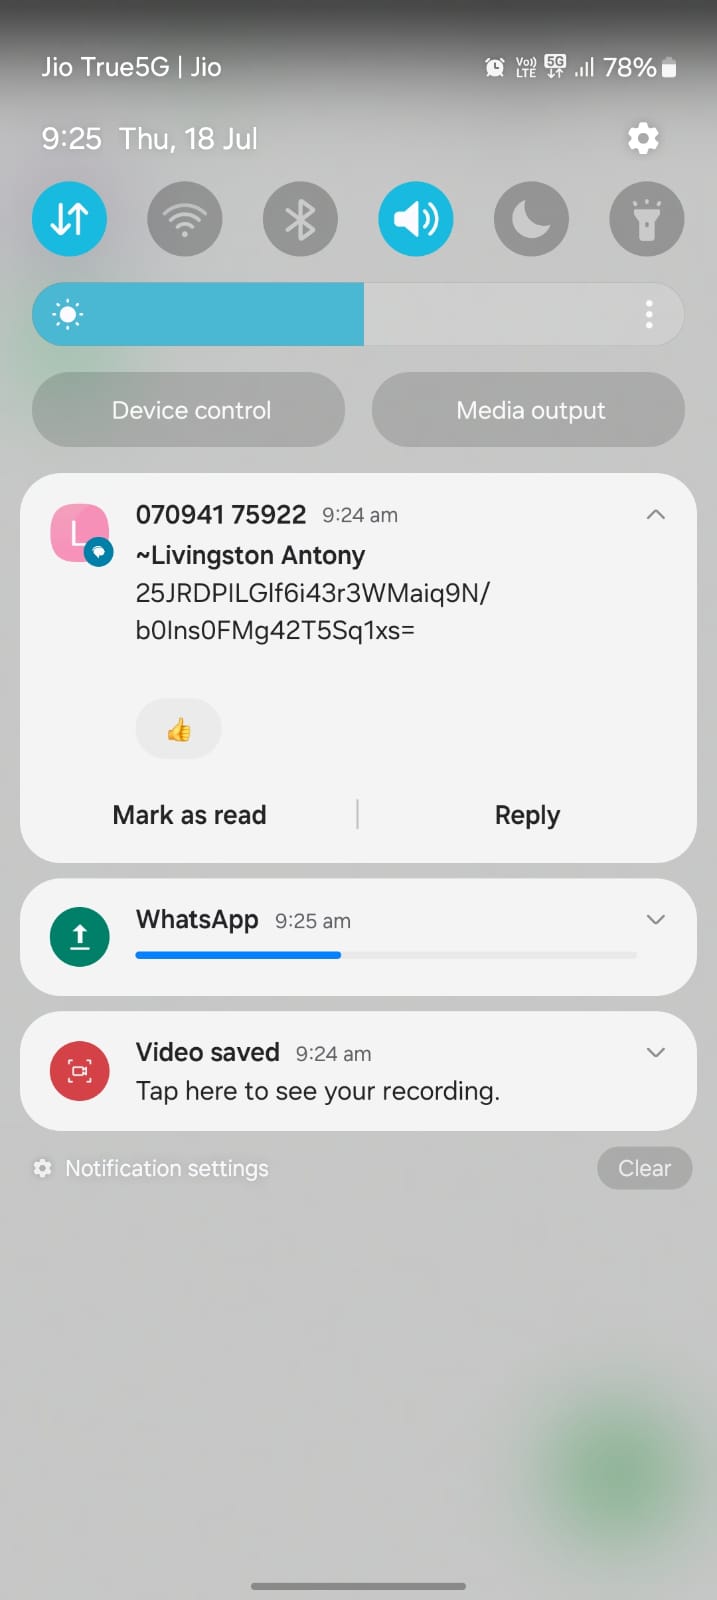 Jio True5G | Jio
Vo)) LTE 5G 78%
9:25 Thu, 18 Jul
Device control
Media output
L
070941 75922 9:24 am
~Livingston Antony
25JRDPILGlf6i43r3WMaiq9N/
b0Ins0FMg42T5Sq1xs=
Mark as read
Reply
WhatsApp 9:25 am
Video saved 9:24 am
Tap here to see your recording.
Notification settings
Clear